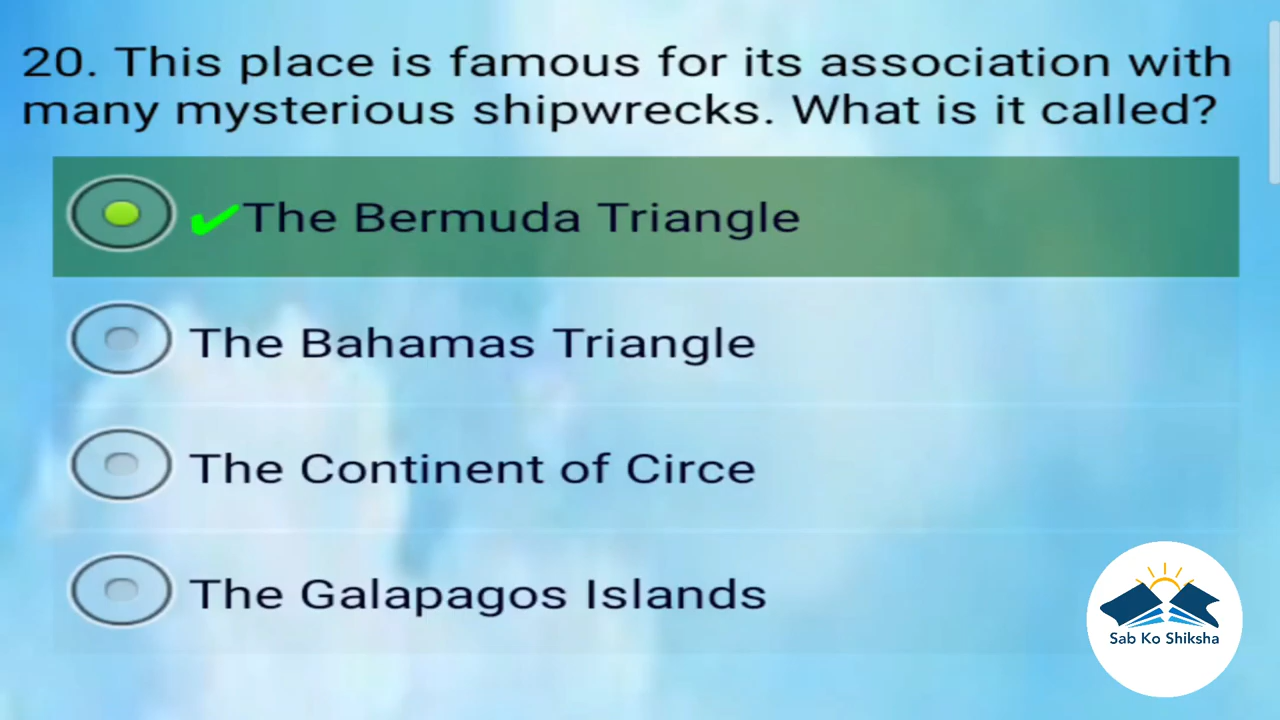 20. This place is famous for its association with
many mysterious shipwrecks. What is it called?
The Bermuda Triangle
The Bahamas Triangle
The Continent of Circe
The Galapagos Islands
Sab Ko Shiksha